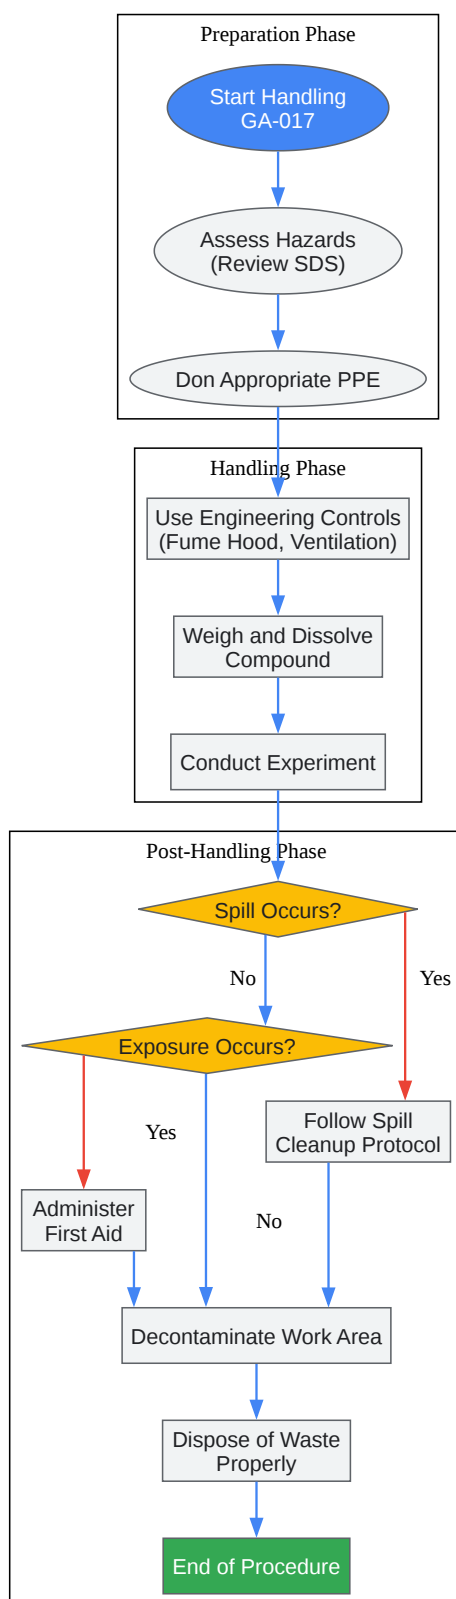 Preparation Phase
Start Handling
GA-017
Assess Hazards
(Review SDS)
Don Appropriate PPE
Handling Phase
Use Engineering Controls
(Fume Hood, Ventilation)
Weigh and Dissolve
Compound
Conduct Experiment
Post-Handling Phase
Spill Occurs?
No
Yes
Exposure Occurs?
Yes
Follow Spill
Cleanup Protocol
Administer
First Aid
No
Decontaminate Work Area
Dispose of Waste
Properly
End of Procedure